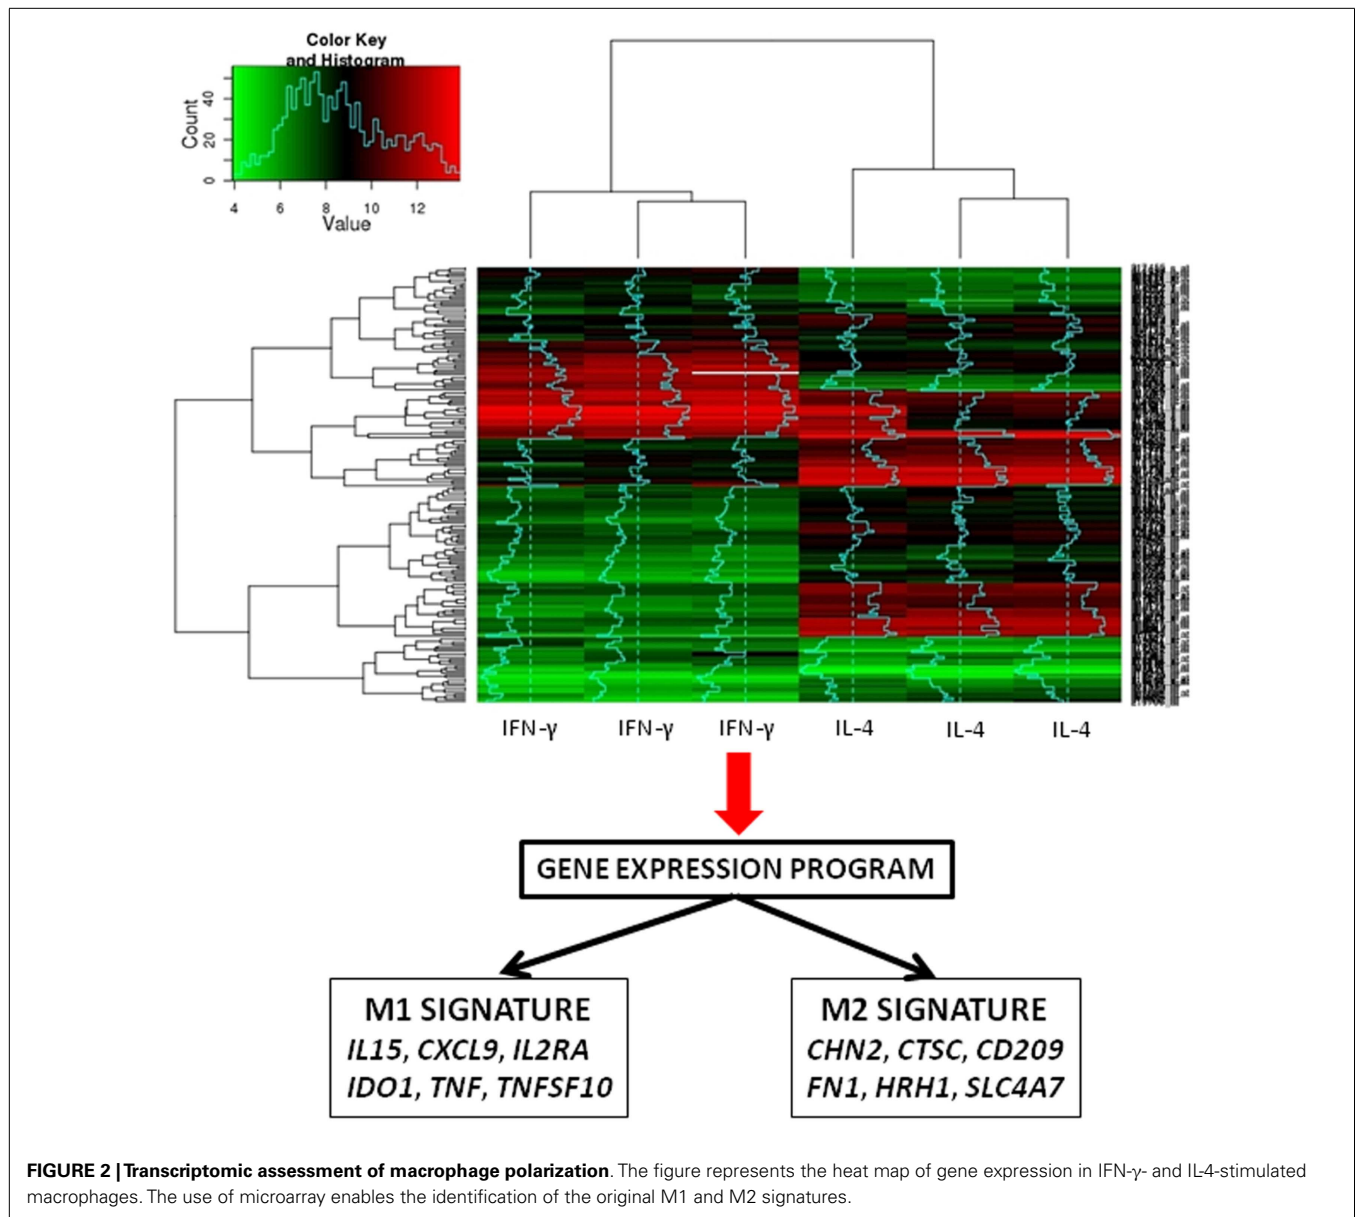 Color Key
and Histogram
Count
0 20 40
4 6 8 10 12
Value
IFN-γ IFN-γ IFN-γ IL-4 IL-4 IL-4
GENE EXPRESSION PROGRAM
M1 SIGNATURE
IL15, CXCL9, IL2RA
IDO1, TNF, TNFSF10
M2 SIGNATURE
CHN2, CTSC, CD209
FN1, HRH1, SLC4A7
FIGURE 2 | Transcriptomic assessment of macrophage polarization. The figure represents the heat map of gene expression in IFN-γ- and IL-4-stimulated
macrophages. The use of microarray enables the identification of the original M1 and M2 signatures.